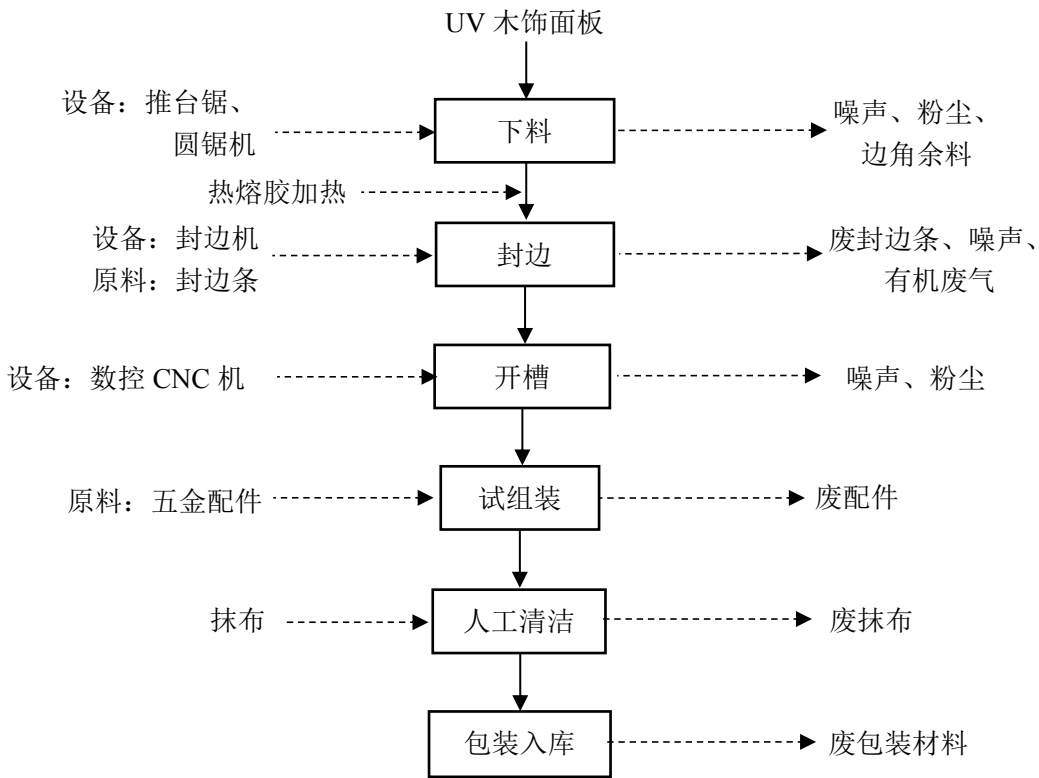 UV 木饰面板
设备：推台锯、
圆锯机
下料
噪声、粉尘、
边角余料
热熔胶加热
设备：封边机
原料：封边条
封边
废封边条、噪声、
有机废气
设备：数控 CNC 机
开槽
噪声、粉尘
原料：五金配件
试组装
废配件
抹布
人工清洁
废抹布
包装入库
废包装材料